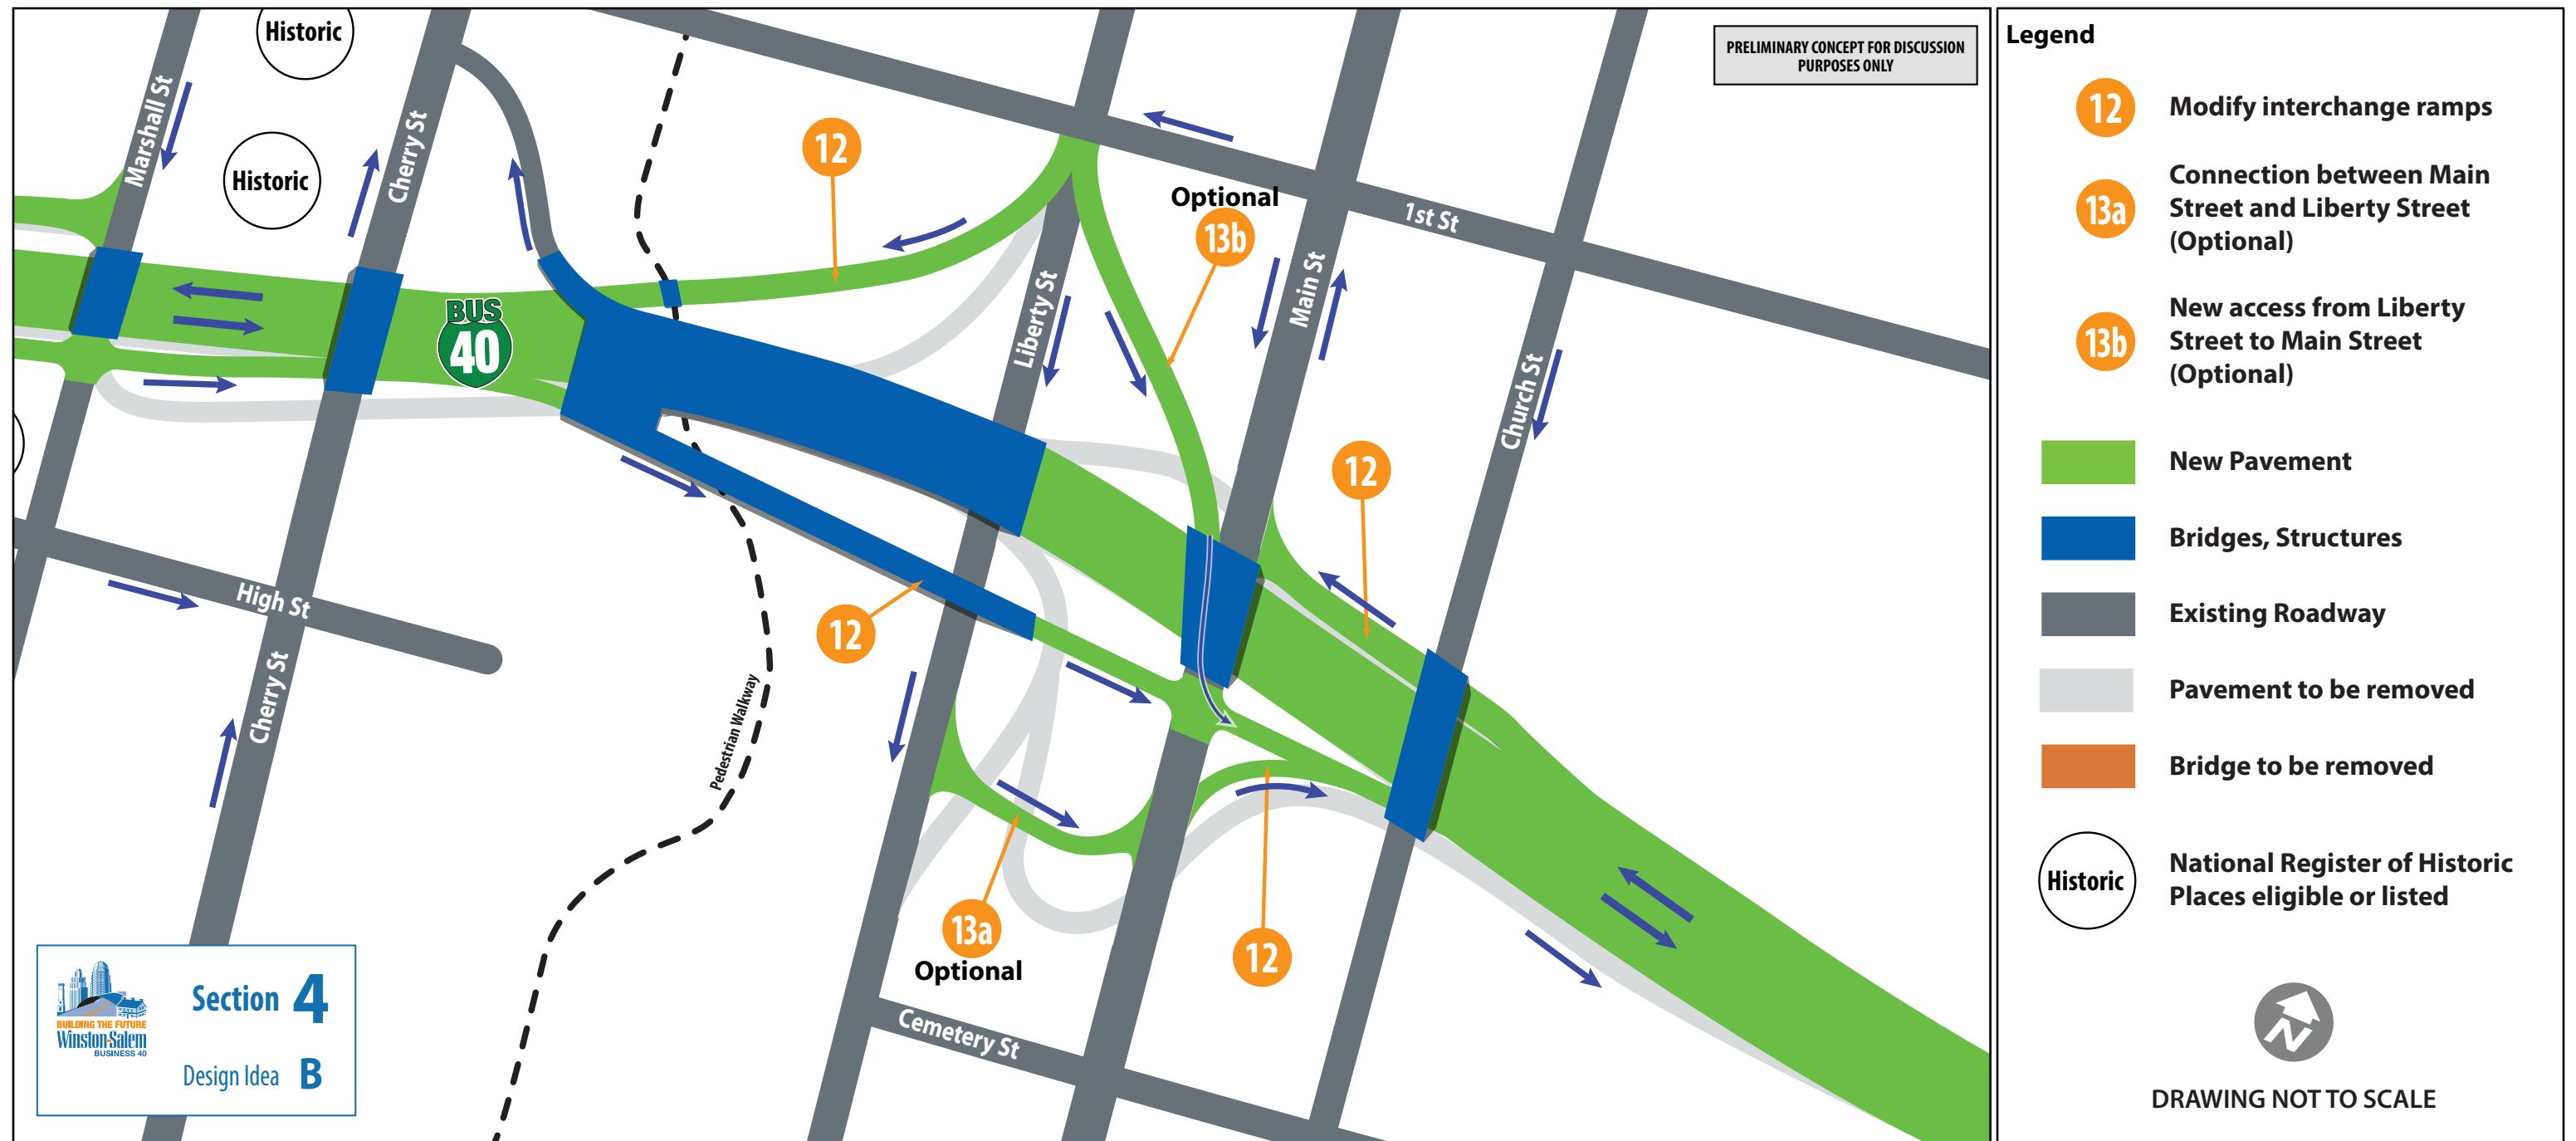 Historic
Historic
Marshall St
Cherry St
12
Optional
13b
PRELIMINARY CONCEPT FOR DISCUSSION
PURPOSES ONLY
1st St
Main St
Liberty St
Church St
BUS
40
12
12
High St
Cherry St
Pedestrian Walkway
13a
Optional
12
Cemetery St
BUILDING THE FUTURE
Winston-Salem
BUSINESS 40
Section 4
Design Idea B
Legend
12 Modify interchange ramps
13a Connection between Main
Street and Liberty Street
(Optional)
13b New access from Liberty
Street to Main Street
(Optional)
New Pavement
Bridges, Structures
Existing Roadway
Pavement to be removed
Bridge to be removed
Historic National Register of Historic
Places eligible or listed
N
DRAWING NOT TO SCALE